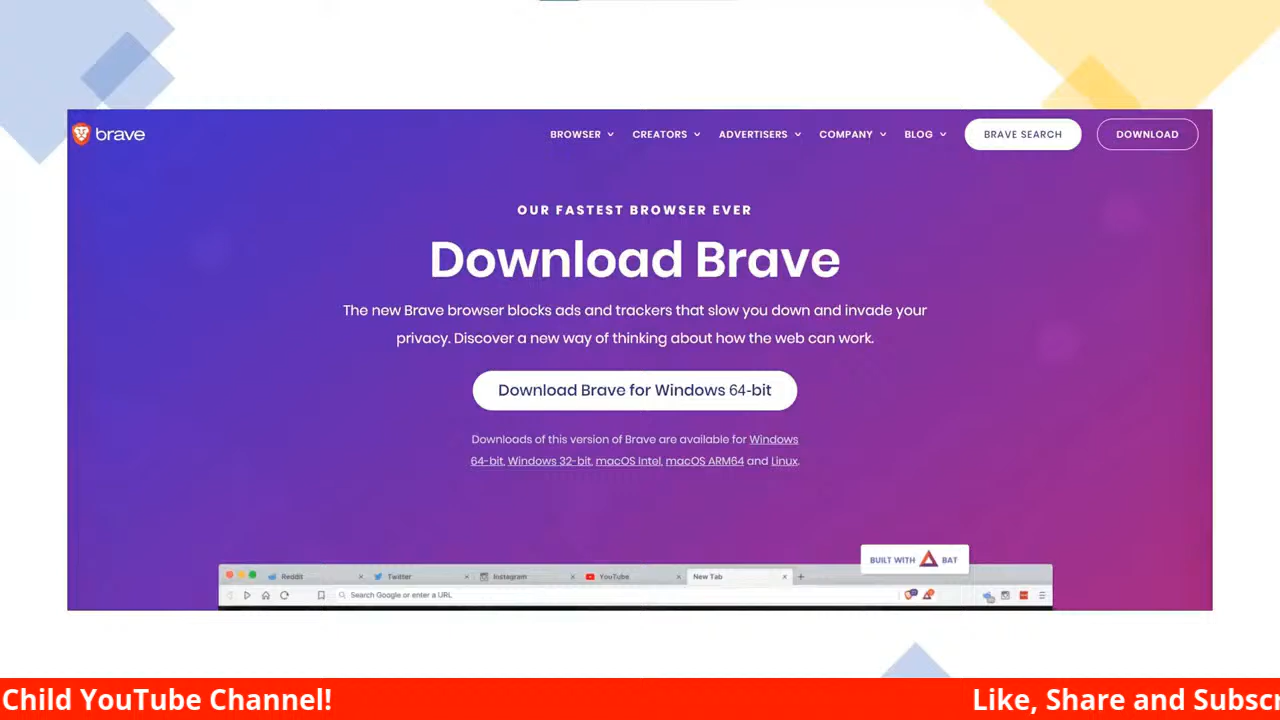 brave
BROWSER CREATORS ADVERTISERS COMPANY BLOG BRAVE SEARCH DOWNLOAD
OUR FASTEST BROWSER EVER
Download Brave
The new Brave browser blocks ads and trackers that slow you down and invade your
privacy. Discover a new way of thinking about how the web can work.
Download Brave for Windows 64-bit
Downloads of this version of Brave are available for Windows
64-bit, Windows 32-bit, macOS Intel, macOS ARM64 and Linux.
BUILT WITH BAT
Reddit Twitter Instagram YouTube New Tab
Search Google or enter a URL
Child YouTube Channel! Like, Share and Subscr